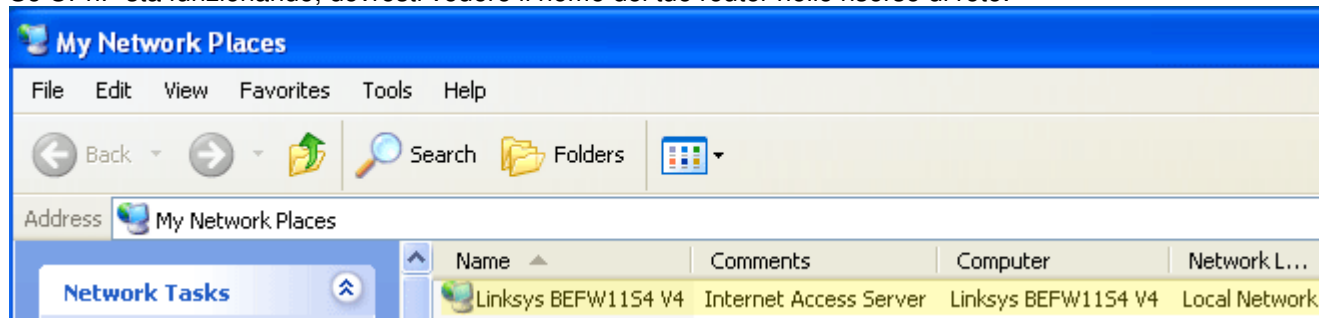 My Network Places
File Edit View Favorites Tools Help
Back Search Folders
Address My Network Places
Name Comments Computer Network L...
Network Tasks
Linksys BEFW11S4 V4 Internet Access Server Linksys BEFW11S4 V4 Local Network